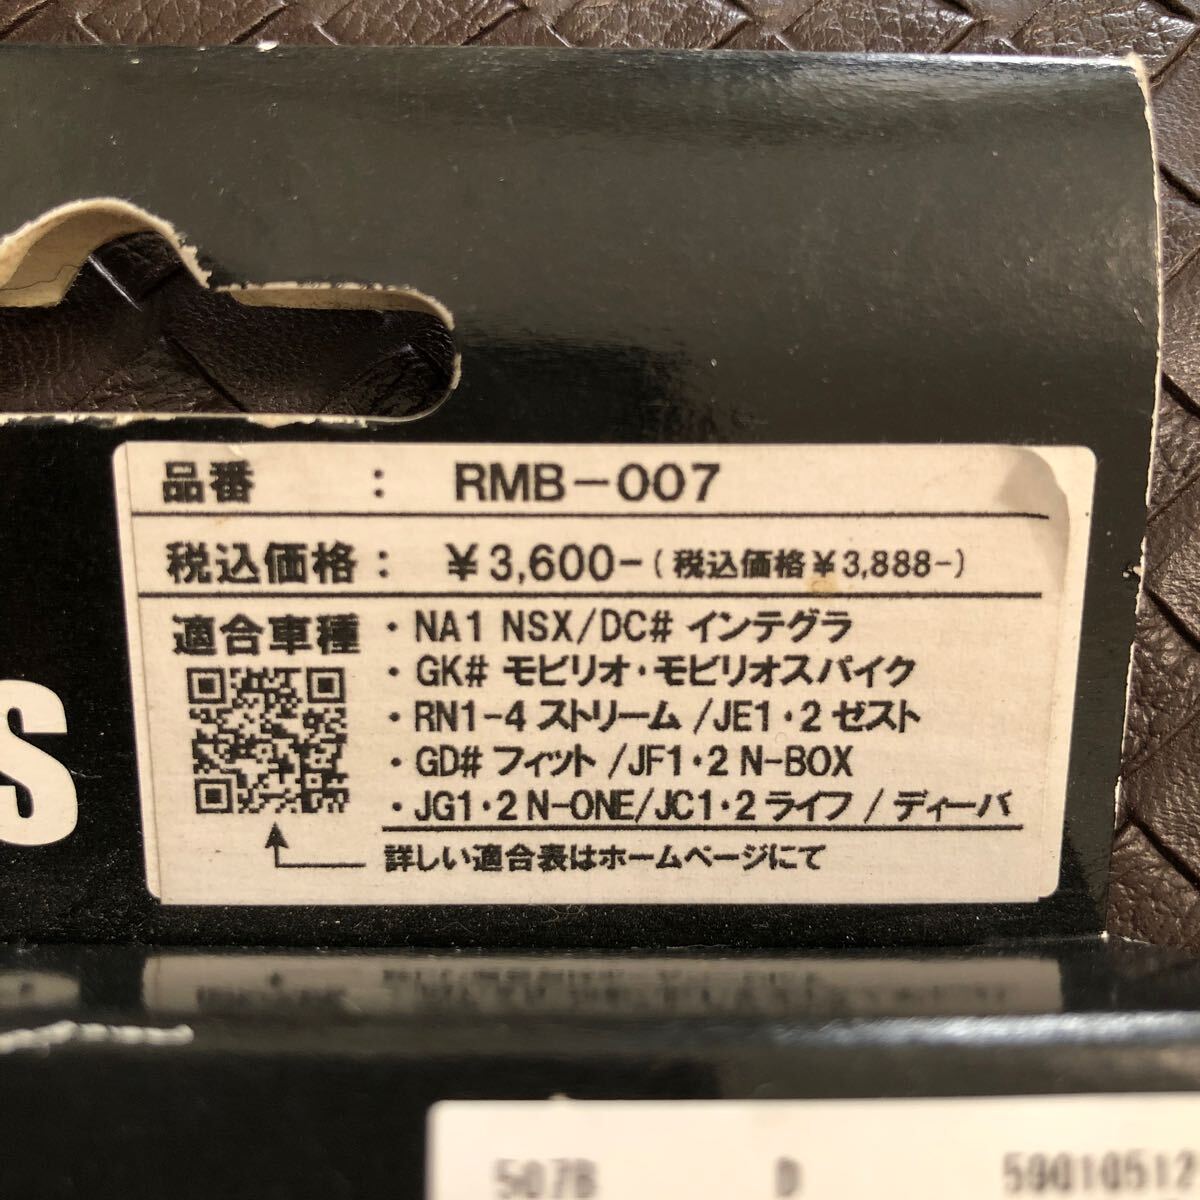 品番 : RMB-007
税込価格: ¥3,600-(税込価格¥3,888-)
適合車種 ・NA1 NSX/DC# インテグラ
・GK# モビリオ・モビリオスパイク
・RN1-4 ストリーム /JE1・2 ゼスト
・GD# フィット /JF1・2 N-BOX
・JG1・2 N-ONE/JC1・2 ライフ / ディーバ
詳しい適合表はホームページにて
S
507B D 59010512